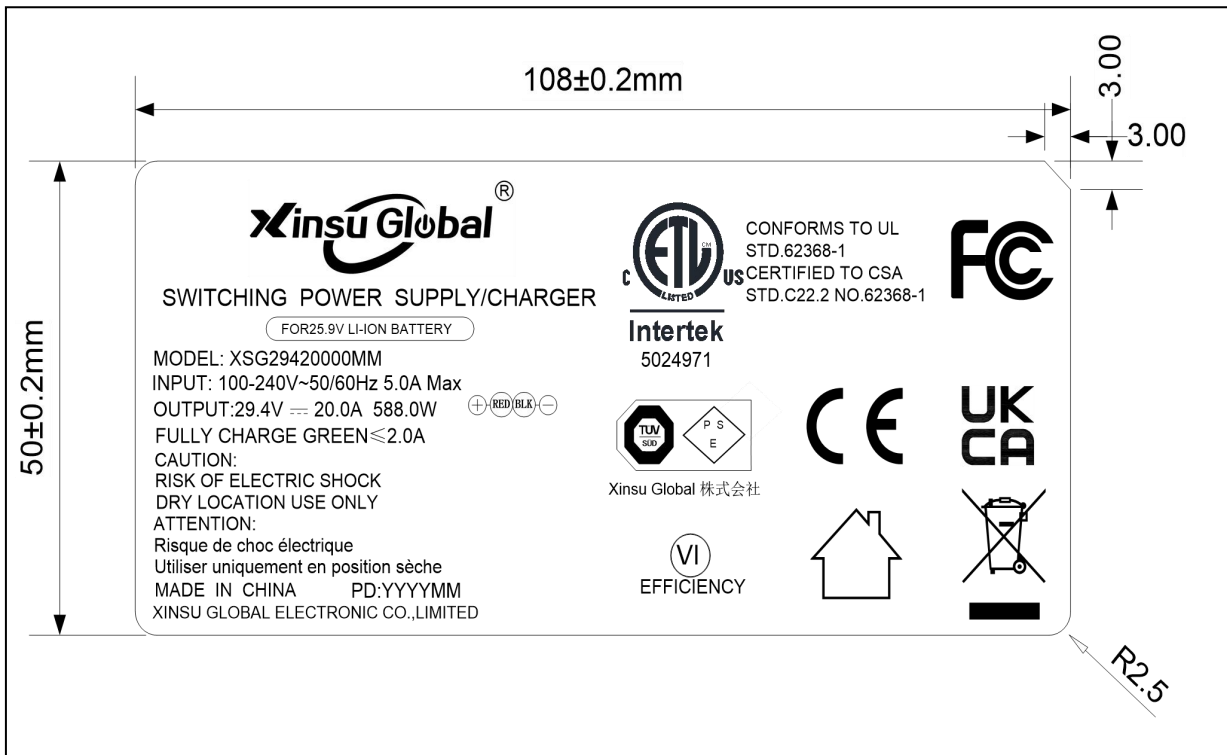 108±0.2mm
3.00
3.00
50±0.2mm
Xinsu Global ®
SWITCHING POWER SUPPLY/CHARGER
FOR25.9V LI-ION BATTERY
MODEL: XSG29420000MM
INPUT: 100-240V~50/60Hz 5.0A Max
OUTPUT:29.4V ⎓ 20.0A 588.0W + RED BLK −
FULLY CHARGE GREEN≤2.0A
CAUTION:
RISK OF ELECTRIC SHOCK
DRY LOCATION USE ONLY
ATTENTION:
Risque de choc électrique
Utiliser uniquement en position sèche
MADE IN CHINA PD:YYYYMM
XINSU GLOBAL ELECTRONIC CO.,LIMITED
C ETL CM US
LISTED
Intertek
5024971
CONFORMS TO UL
STD.62368-1
CERTIFIED TO CSA
STD.C22.2 NO.62368-1
FC
TUV
SÜD
P S
E
Xinsu Global 株式会社
CE
UK
CA
VI
EFFICIENCY
R2.5